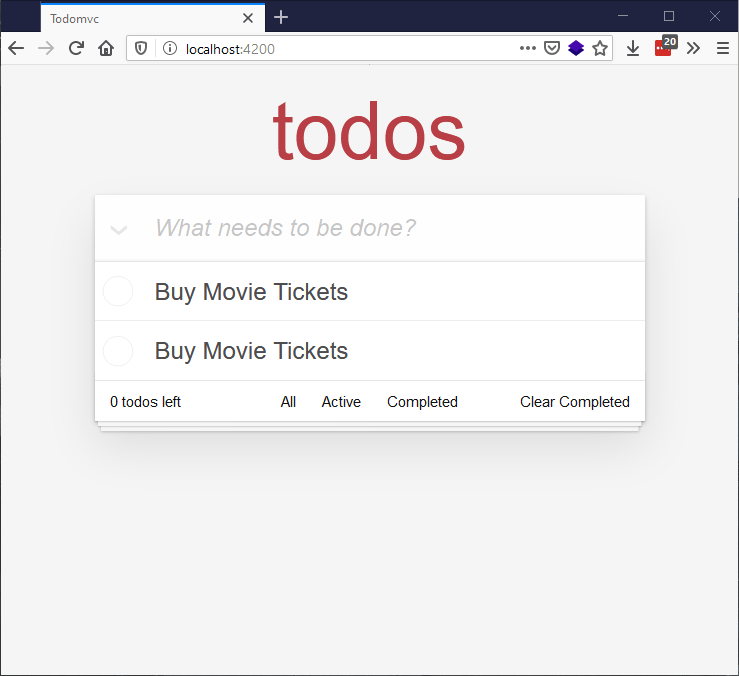 Todomvc
localhost:4200
20
todos
What needs to be done?
Buy Movie Tickets
Buy Movie Tickets
0 todos left All Active Completed Clear Completed